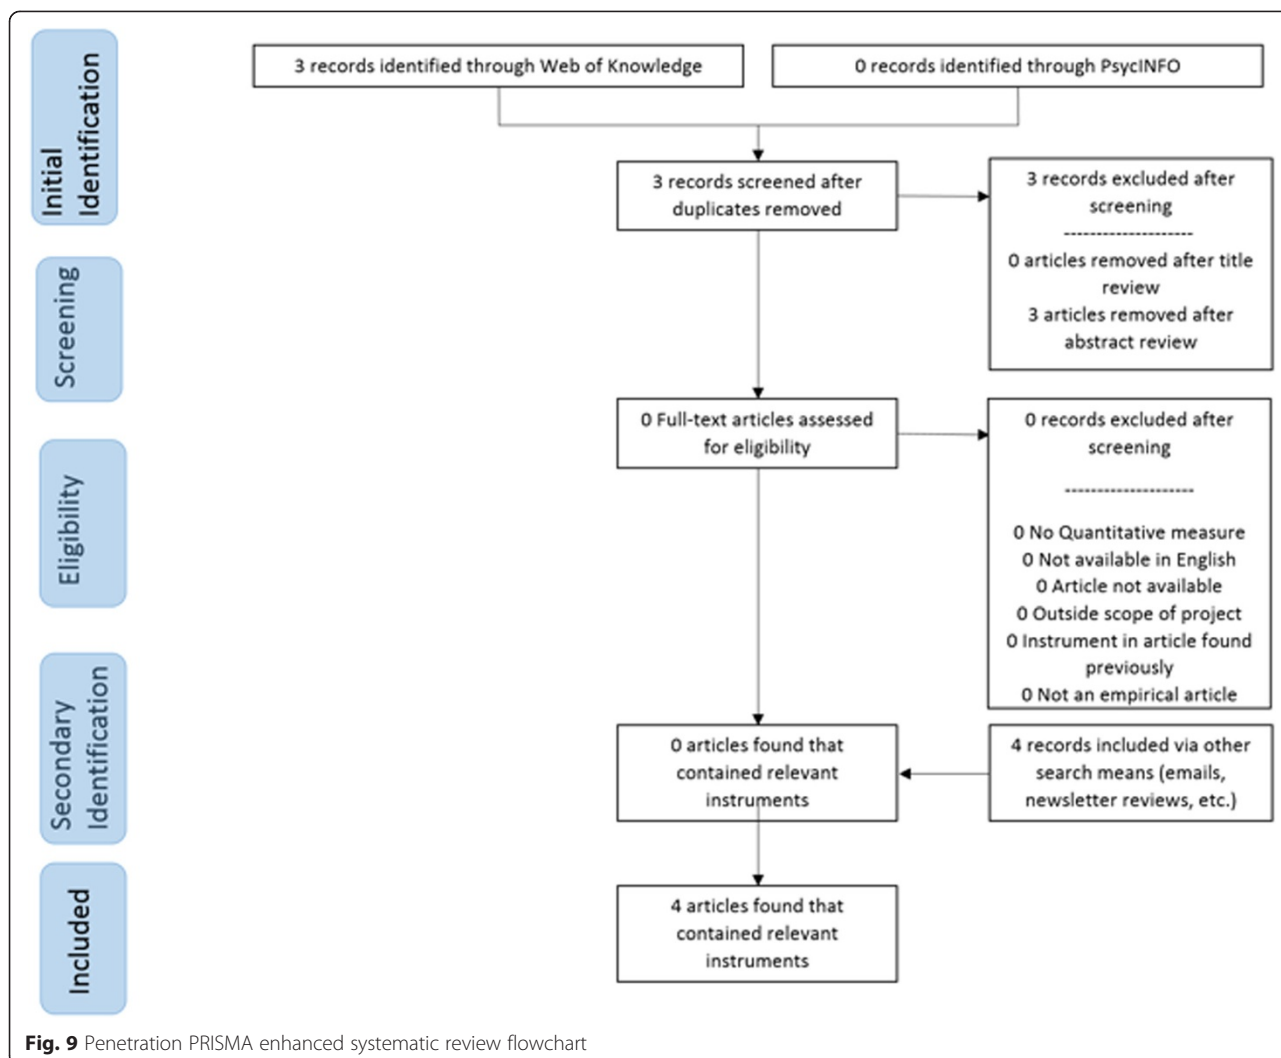 Initial
Identification
3 records identified through Web of Knowledge
0 records identified through PsycINFO
3 records screened after
duplicates removed
3 records excluded after
screening
--------------------
0 articles removed after title
review
3 articles removed after
abstract review
Screening
0 Full-text articles assessed
for eligibility
0 records excluded after
screening
--------------------
0 No Quantitative measure
0 Not available in English
0 Article not available
0 Outside scope of project
0 Instrument in article found
previously
0 Not an empirical article
Eligibility
Secondary
Identification
0 articles found that
contained relevant
instruments
4 records included via other
search means (emails,
newsletter reviews, etc.)
Included
4 articles found that
contained relevant
instruments
Fig. 9 Penetration PRISMA enhanced systematic review flowchart